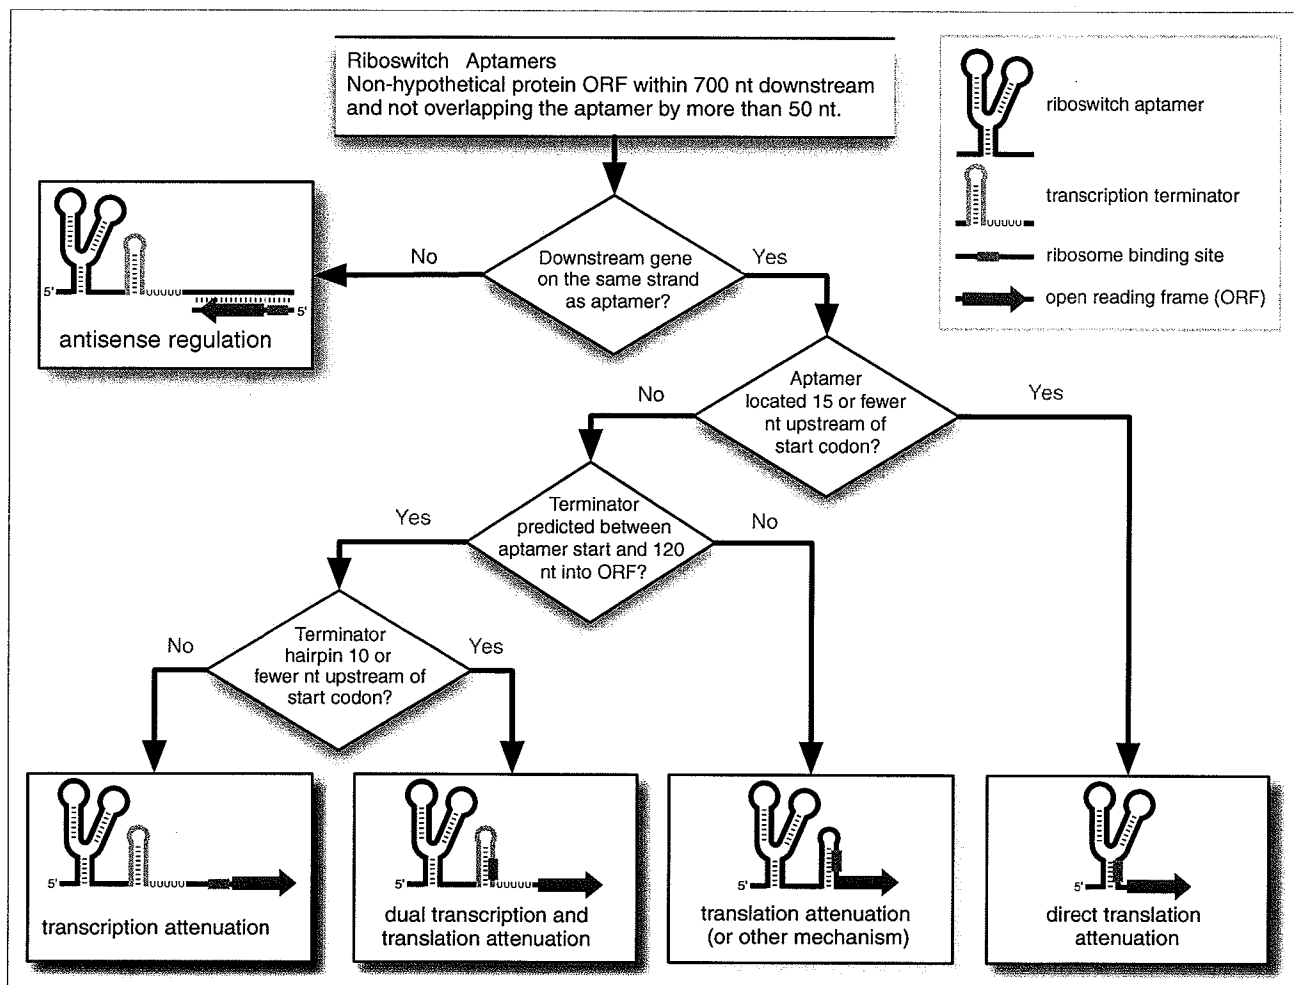 Riboswitch Aptamers
Non-hypothetical protein ORF within 700 nt downstream
and not overlapping the aptamer by more than 50 nt.
riboswitch aptamer
transcription terminator
UUUU
ribosome binding site
open reading frame (ORF)
Downstream gene
on the same strand
as aptamer?
No
Yes
5'
UUUU
5'
antisense regulation
Aptamer
located 15 or fewer
nt upstream of
start codon?
No
Yes
Terminator
predicted between
aptamer start and 120
nt into ORF?
Yes
No
Terminator
hairpin 10 or
fewer nt upstream of
start codon?
No
Yes
5'
UUUU
transcription attenuation
5'
UUUU
dual transcription and
translation attenuation
5'
translation attenuation
(or other mechanism)
5'
direct translation
attenuation